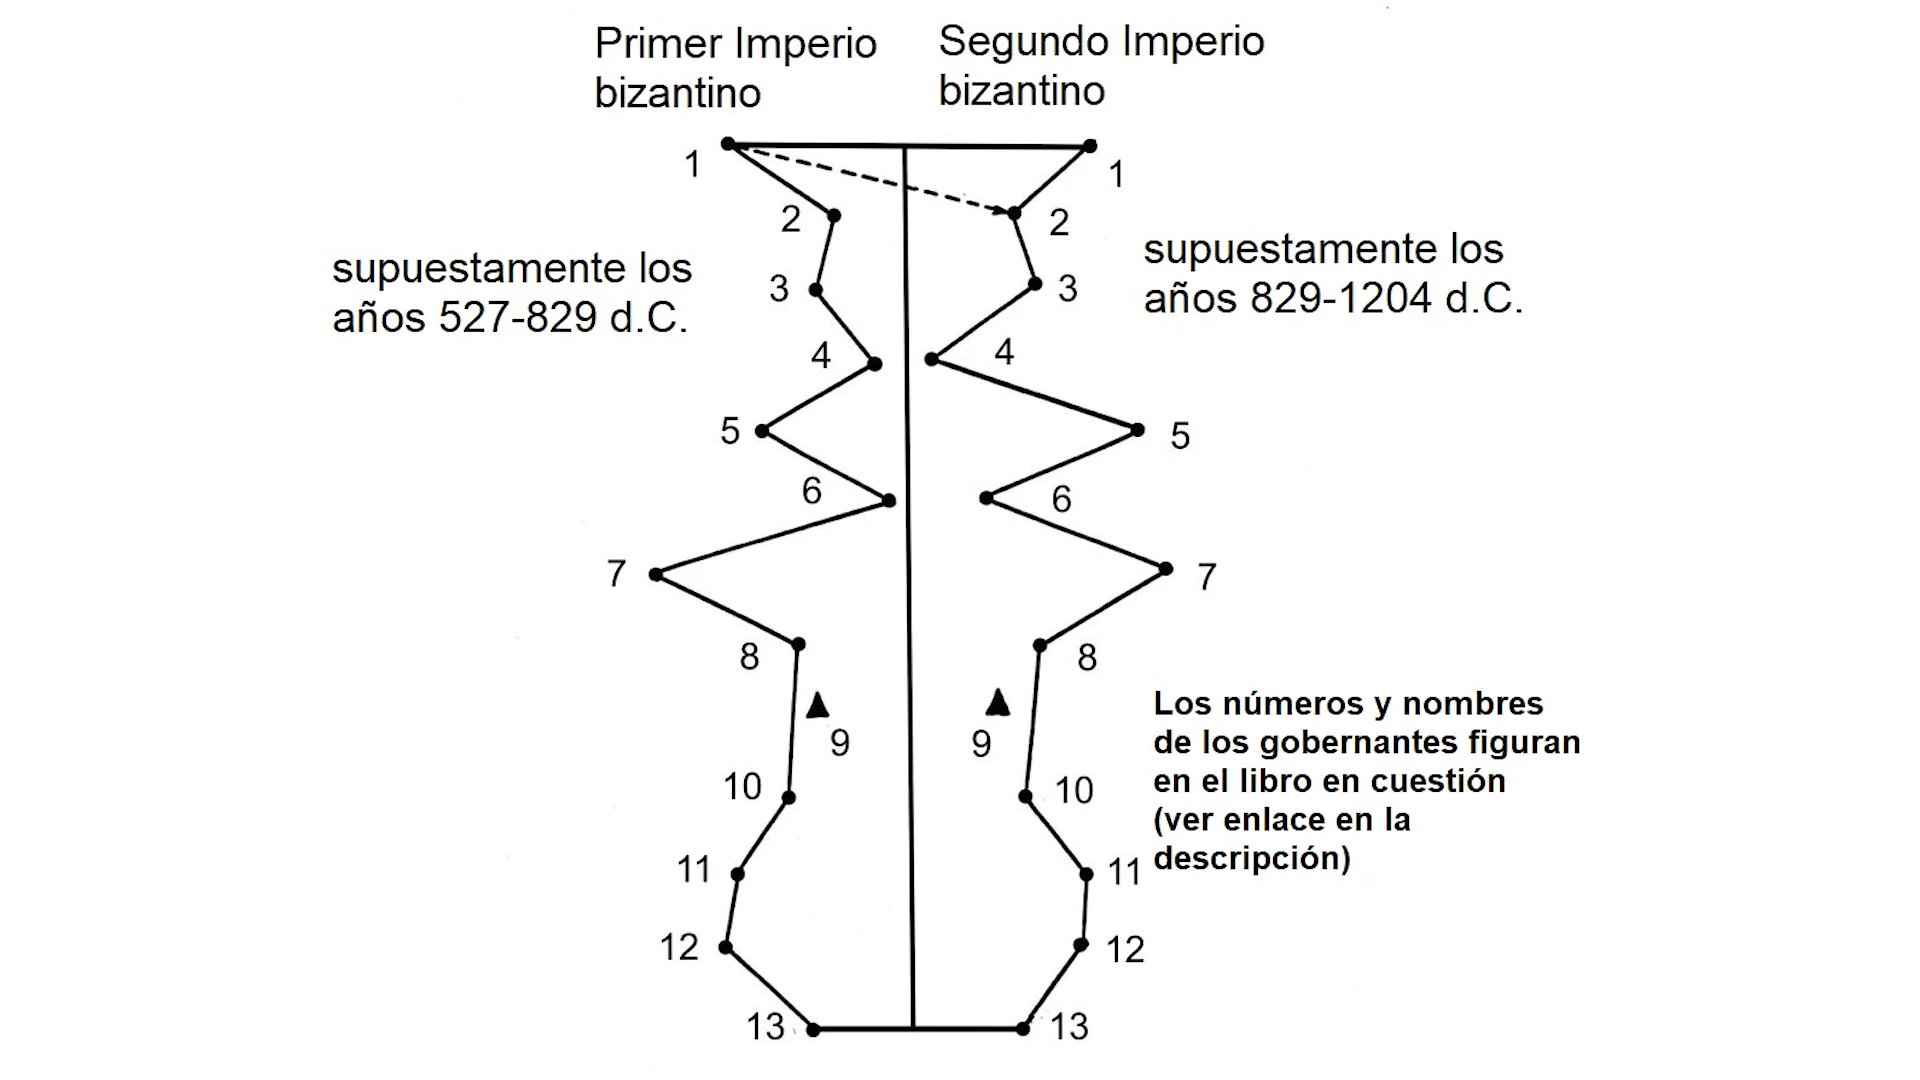 Primer Imperio
bizantino
Segundo Imperio
bizantino
1
1
2
2
supuestamente los
años 527-829 d.C.
supuestamente los
años 829-1204 d.C.
3
3
4
4
5
5
6
6
7
7
8
8
9
9
Los números y nombres
de los gobernantes figuran
en el libro en cuestión
(ver enlace en la
descripción)
10
10
11
11
12
12
13
13